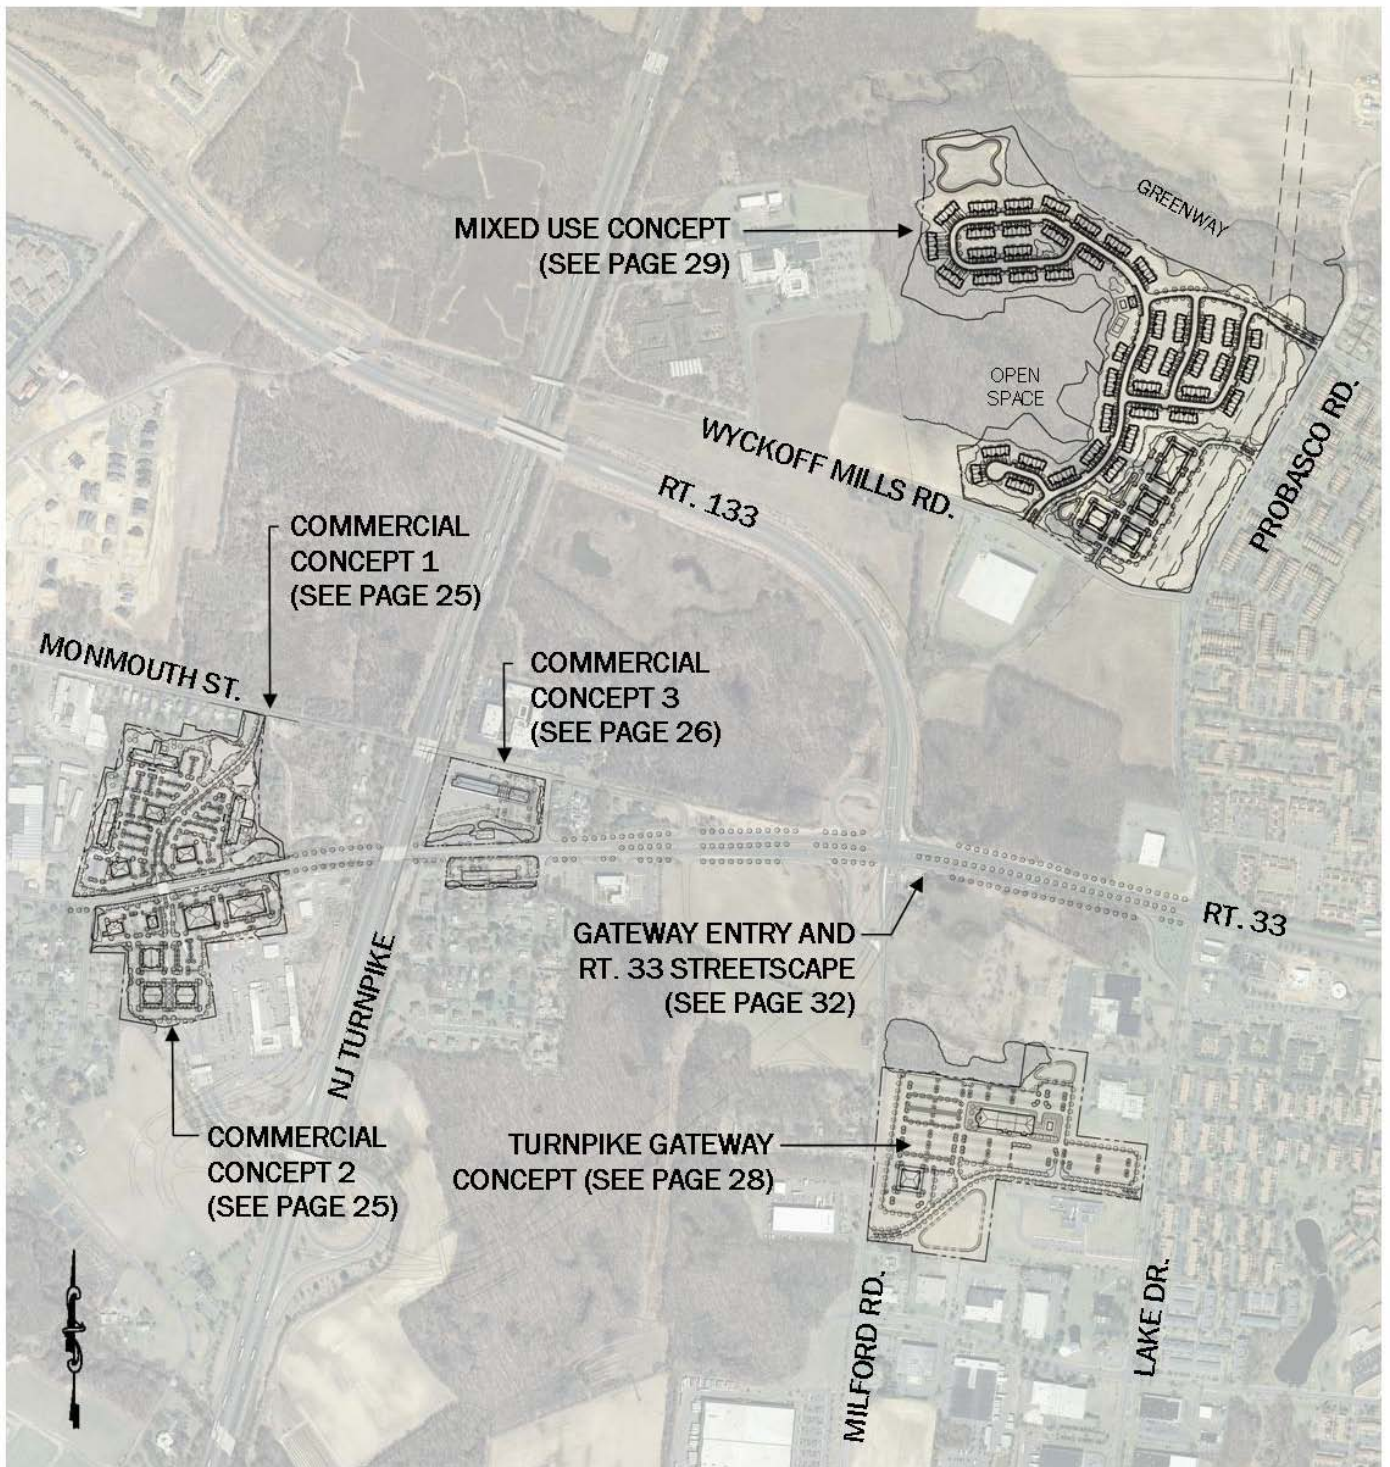 GREENWAY
MIXED USE CONCEPT
(SEE PAGE 29)
OPEN
SPACE
PROBASCO RD.
WYCKOFF MILLS RD.
RT. 133
COMMERCIAL
CONCEPT 1
(SEE PAGE 25)
MONMOUTH ST.
COMMERCIAL
CONCEPT 3
(SEE PAGE 26)
RT. 33
GATEWAY ENTRY AND
RT. 33 STREETSCAPE
(SEE PAGE 32)
NJ TURNPIKE
COMMERCIAL
CONCEPT 2
(SEE PAGE 25)
TURNPIKE GATEWAY
CONCEPT (SEE PAGE 28)
MILFORD RD.
LAKE DR.